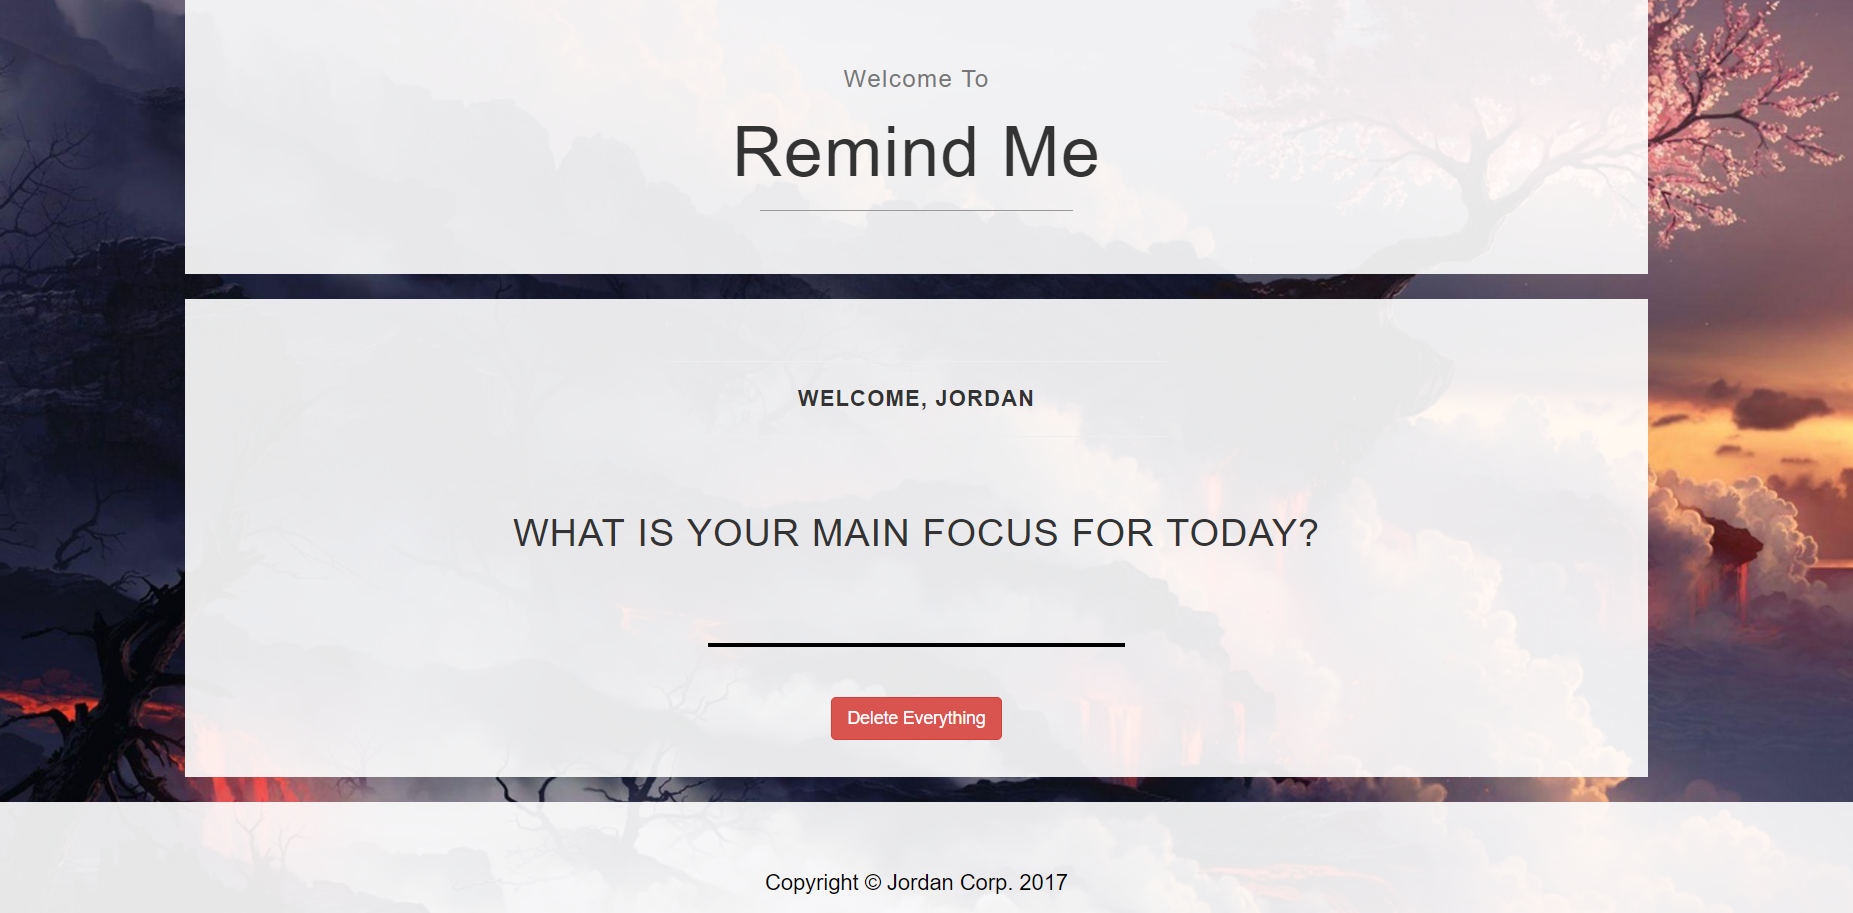 Welcome To
Remind Me
WELCOME, JORDAN
WHAT IS YOUR MAIN FOCUS FOR TODAY?
Delete Everything
Copyright © Jordan Corp. 2017